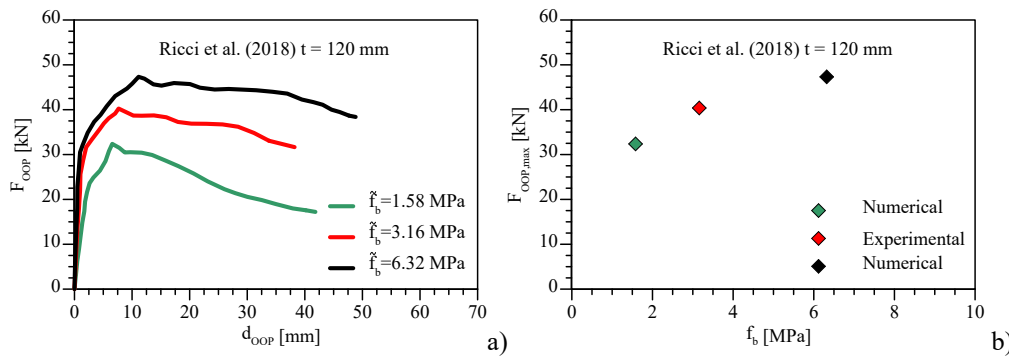 Ricci et al. (2018) t = 120 mm
F_OOP [kN]
60
50
40
30
20
10
0
f̃_b=1.58 MPa
f̃_b=3.16 MPa
f̃_b=6.32 MPa
0 10 20 30 40 50 60 70
d_OOP [mm]
a)
Ricci et al. (2018) t = 120 mm
F_OOP,max [kN]
60
50
40
30
20
10
0
Numerical
Experimental
Numerical
0 2 4 6 8 10
f_b [MPa]
b)